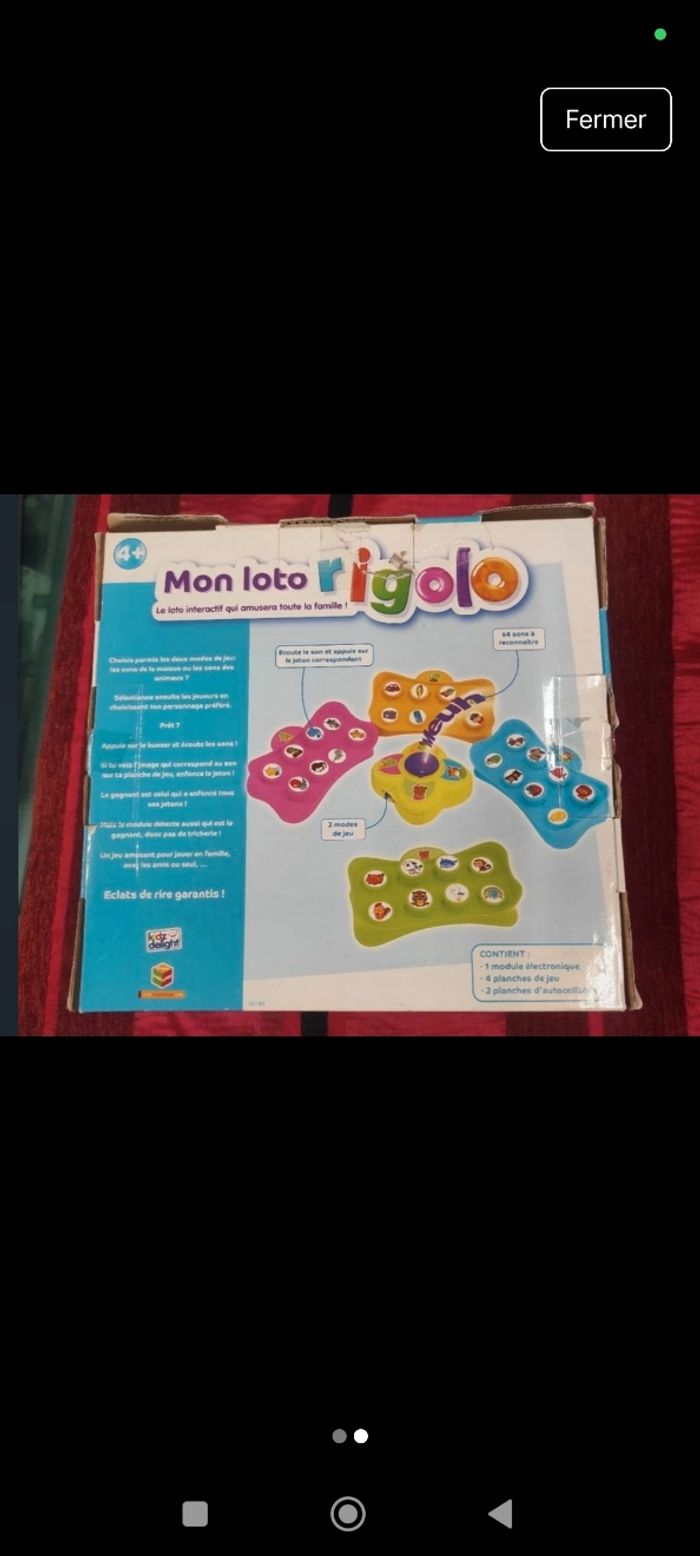 Fermer
4+
Mon loto rigolo
Le loto interactif qui amusera toute la famille !
Choisis parmis les deux modes de jeu:
les sons de la maison ou les sons des
animaux ?
Sélectionne ensuite les joueurs en
choisissant ton personnage préféré.
Prêt ?
Appuie sur le buzzer et écoute les sons !
Si tu vois l'image qui correspond au son
sur ta planche de jeu, enfonce le jeton !
Le gagnant est celui qui a enfoncé tous
ses jetons !
Mais le module détecte aussi qui est le
gagnant, donc pas de tricherie !
Un jeu amusant pour jouer en famille,
avec les amis ou seul, ...
Eclats de rire garantis !
kidz
delight
Ecoute le son et appuie sur
le jeton correspondant
64 sons à
reconnaître
Meuh
2 modes
de jeu
CONTIENT :
- 1 module électronique
- 4 planches de jeu
- 2 planches